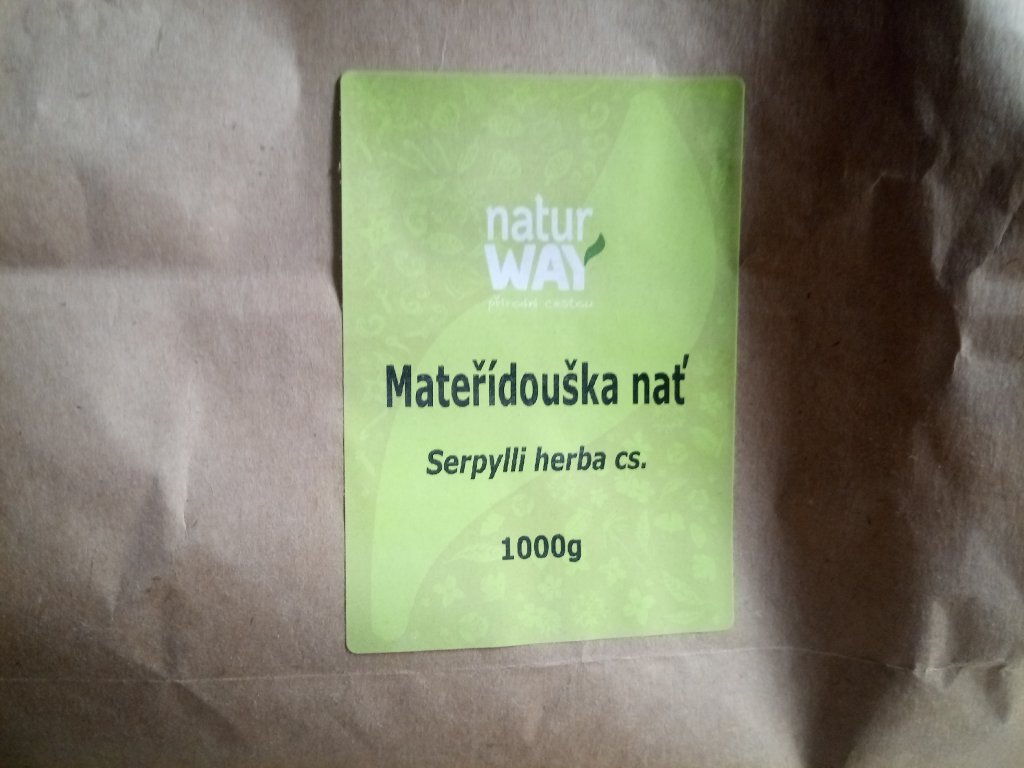 natur
WAY
přírodní cestou
Mateřídouška nať
Serpylli herba cs.
1000g